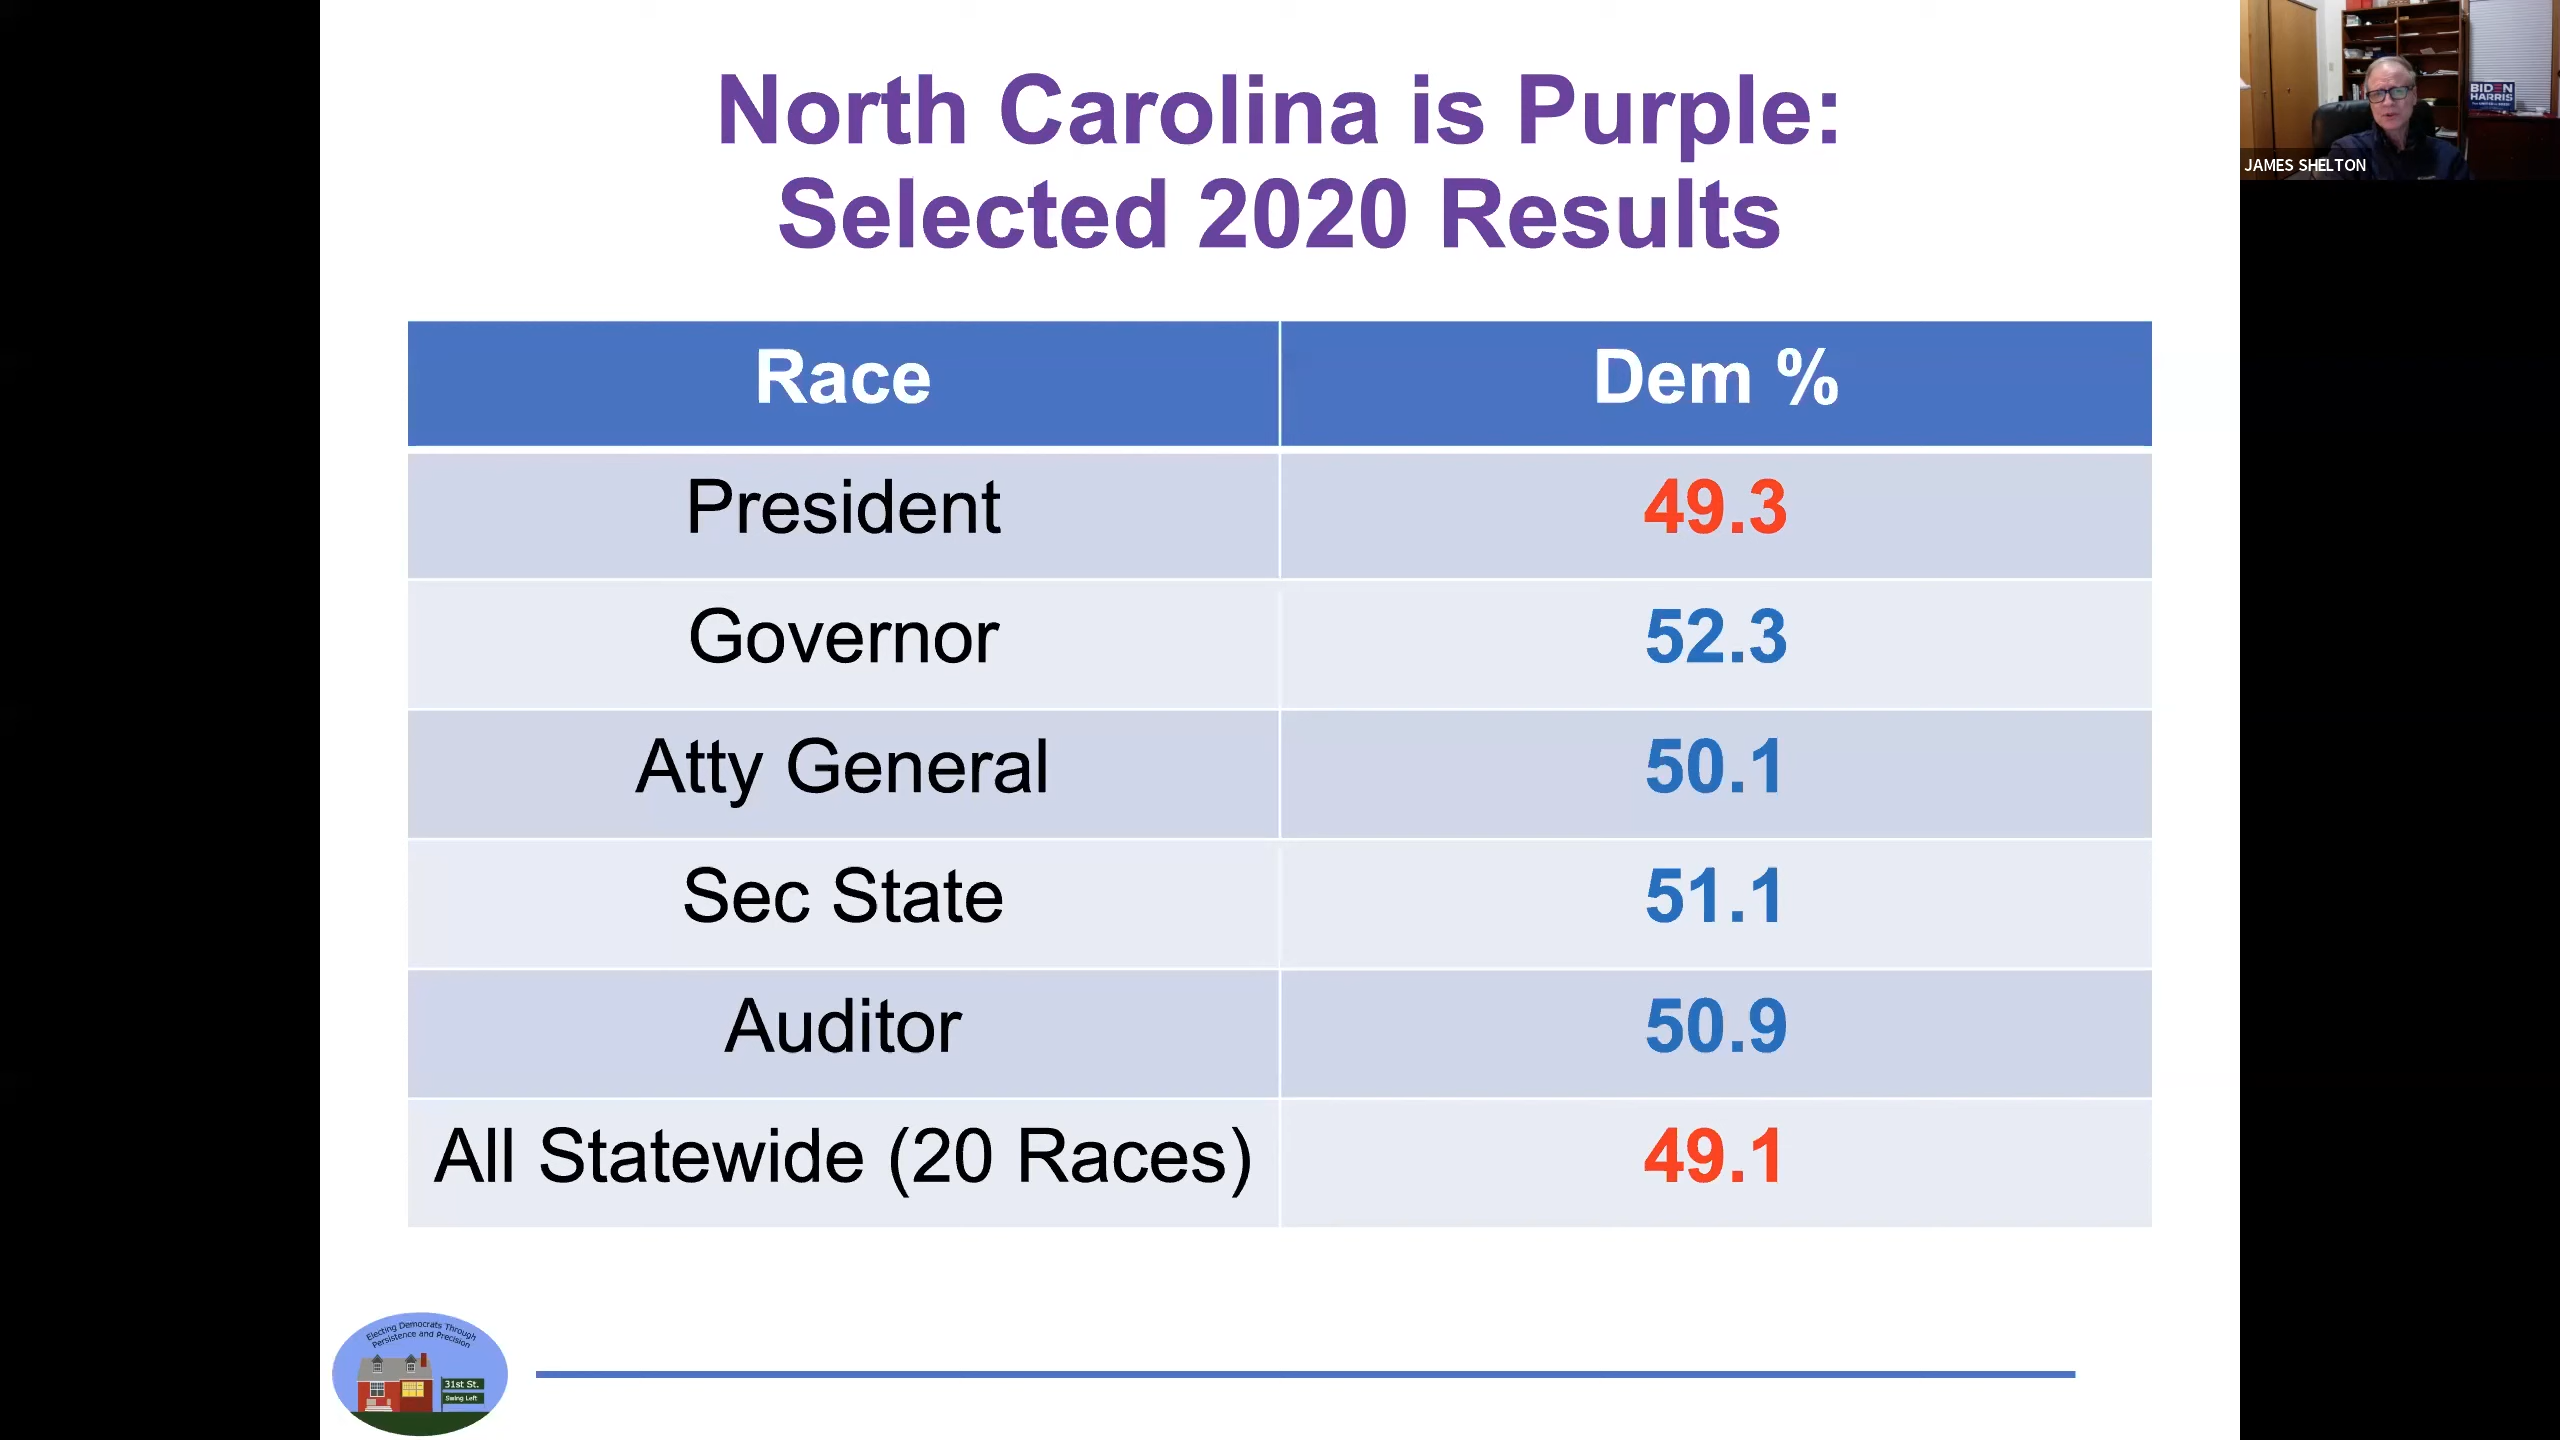 North Carolina is Purple:
Selected 2020 Results
BIDEN
HARRIS
JAMES SHELTON
Race Dem %
President 49.3
Governor 52.3
Atty General 50.1
Sec State 51.1
Auditor 50.9
All Statewide (20 Races) 49.1
Electing Democrats Through
Persistence and Precision
31st St.
Swing Left